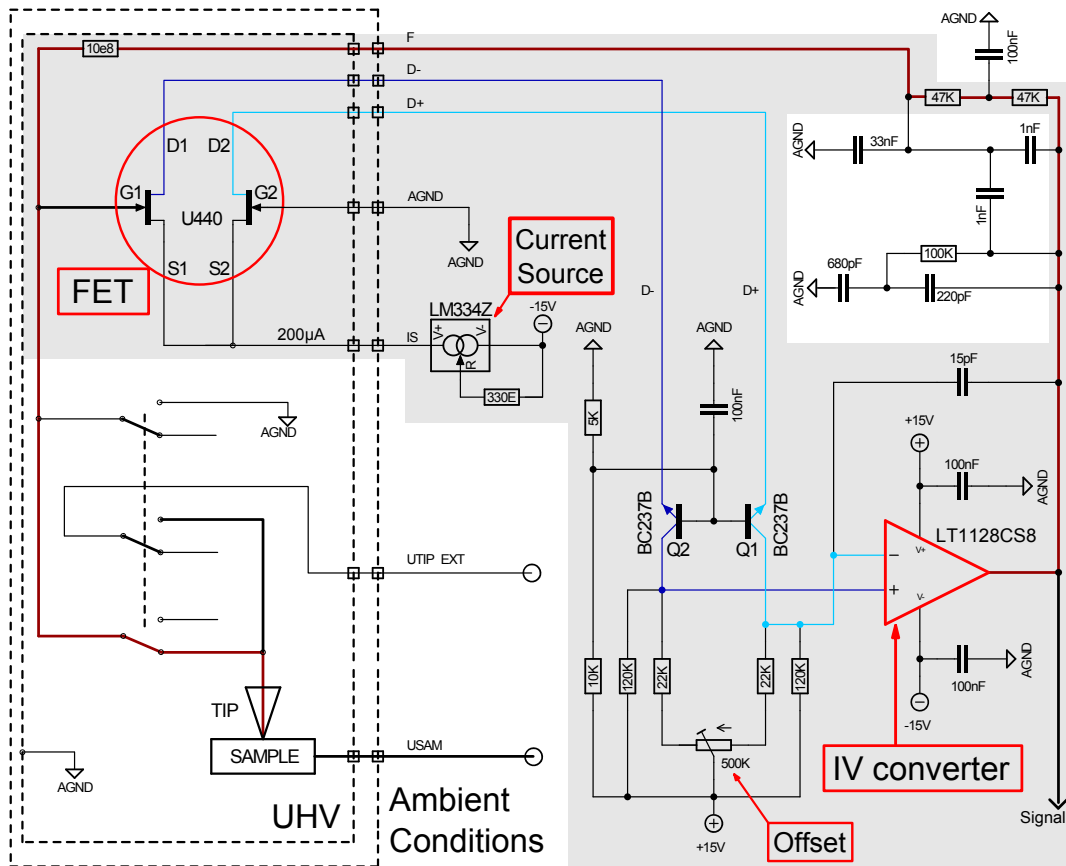 AGND
100nF
10e8
F
D-
47K
47K
D+
D1
D2
AGND
33nF
1nF
G1
G2
U440
AGND
1nF
AGND
Current
Source
S1
S2
100K
FET
680pF
AGND
220pF
D-
D+
LM334Z
-15V
200µA
IS
V+
V-
R
AGND
AGND
330E
15pF
100nF
5K
+15V
AGND
100nF
AGND
BC237B
BC237B
LT1128CS8
Q2
Q1
V+
UTIP EXT
V-
AGND
10K
120K
22K
22K
120K
100nF
TIP
-15V
SAMPLE
USAM
500K
IV converter
AGND
UHV
Ambient
Conditions
Offset
+15V
Signal